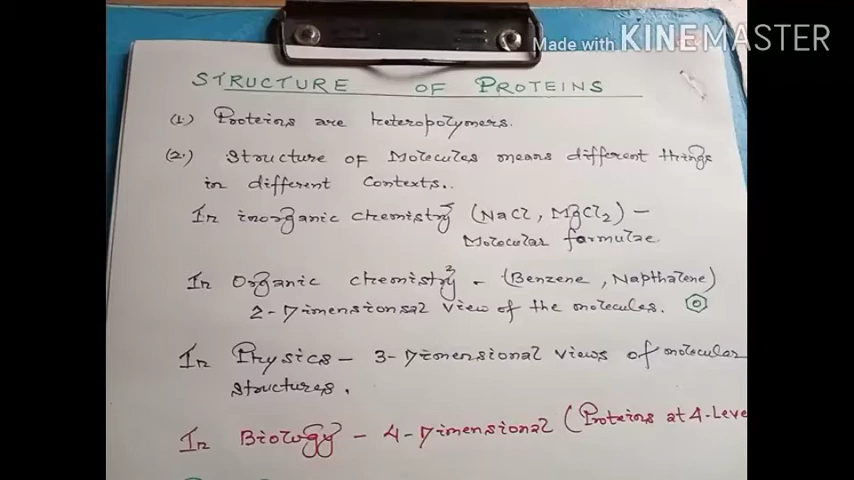 Made with KINEMASTER
STRUCTURE OF PROTEINS
(1.) Proteins are heteropolymers.
(2.) Structure of Molecules means different things
in different Contexts..
In inorganic chemistry (NaCl, MgCl2) -
Molecular formulae
In Organic chemistry - (Benzene, Napthalene)
2-Dimensionsal view of the molecules.
In Physics - 3-Dimensional views of molecular
structures.
In Biology - 4-Dimensional (Proteins at 4-Leve